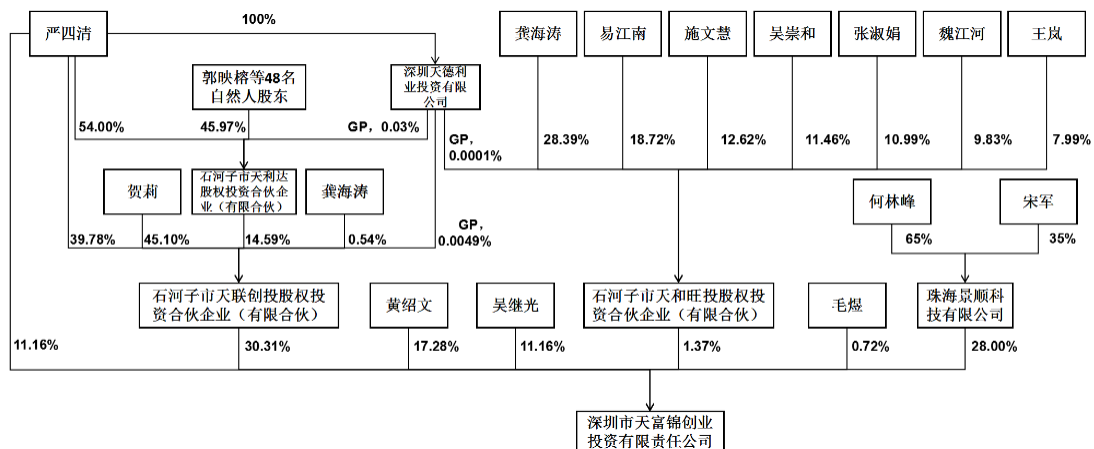 100%
严四清
龚海涛
易江南
施文慧
吴崇和
张淑娟
魏江河
王岚
郭映榕等48名
自然人股东
深圳天德利
业投资有限
公司
54.00%
45.97%
GP，0.03%
GP，
0.0001%
28.39%
18.72%
12.62%
11.46%
10.99%
9.83%
7.99%
贺莉
石河子市天利达
股权投资合伙企
业（有限合伙）
龚海涛
何林峰
宋军
39.78%
45.10%
14.59%
0.54%
GP，
0.0049%
65%
35%
石河子市天联创投股权投
资合伙企业（有限合伙）
黄绍文
吴继光
石河子市天和旺投股权投
资合伙企业（有限合伙）
毛煜
珠海景顺科
技有限公司
11.16%
30.31%
17.28%
11.16%
1.37%
0.72%
28.00%
深圳市天富锦创业
投资有限责任公司